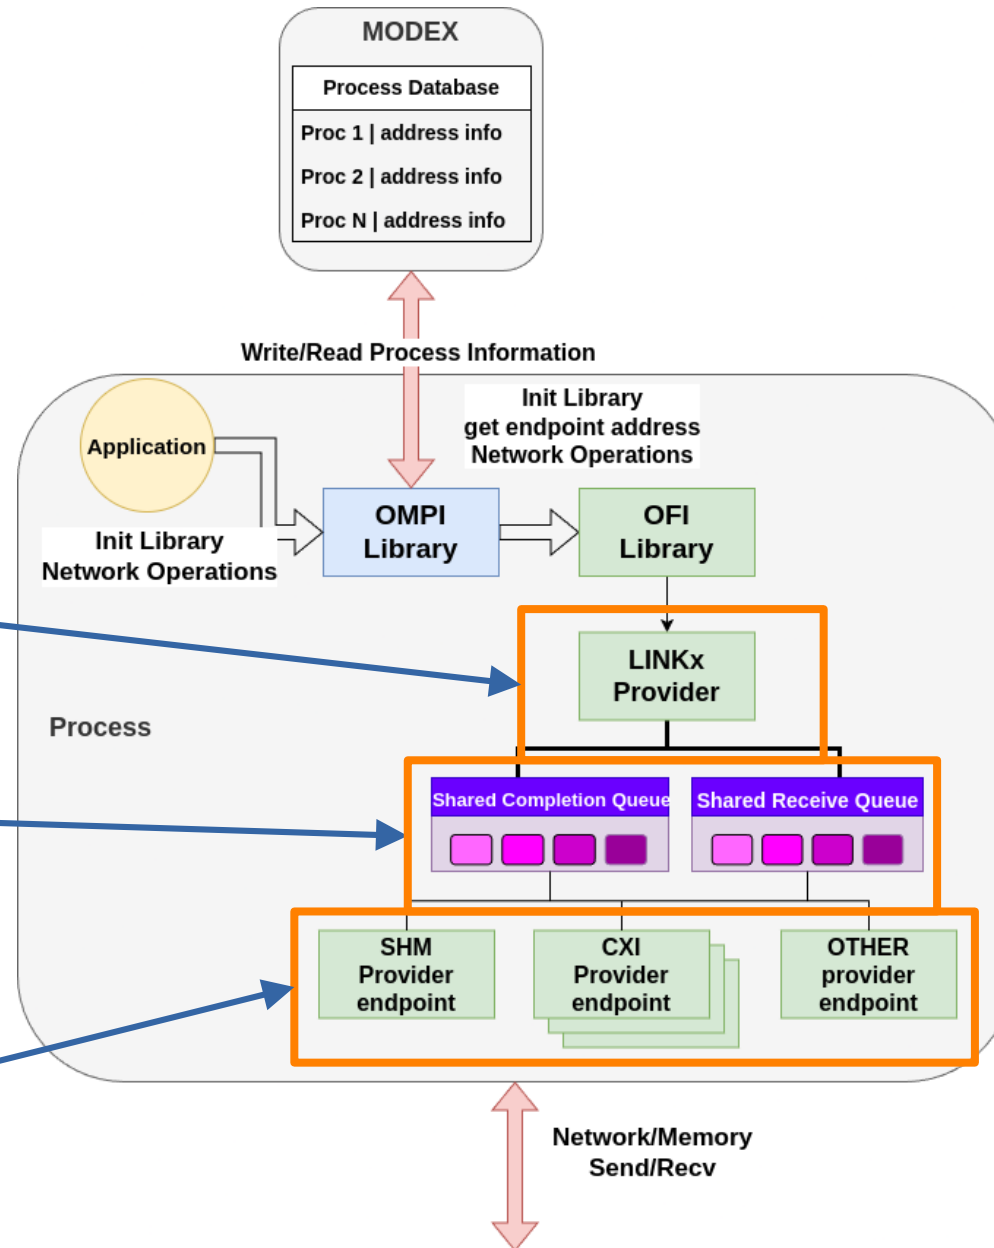 MODEX
Process Database
Proc 1 | address info
Proc 2 | address info
Proc N | address info
Write/Read Process Information
Application
Init Library
Network Operations
Init Library
get endpoint address
Network Operations
OMPI
Library
OFI
Library
LINKx
Provider
Process
Shared Completion Queue
Shared Receive Queue
SHM
Provider
endpoint
CXI
Provider
endpoint
OTHER
provider
endpoint
Network/Memory
Send/Recv